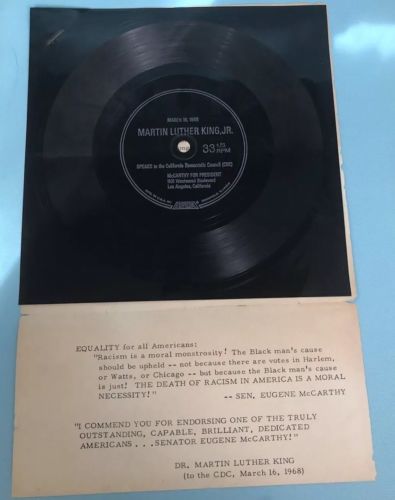 MARCH 16, 1968
MARTIN LUTHER KING, JR.
33 1/3
RPM
SPEAKS to the California Democratic Council (CDC)
McCARTHY FOR PRESIDENT
Westwood Boulevard
Los Angeles, California
EQUALITY for all Americans:
"Racism is a moral monstrosity! The Black man's cause
should be upheld -- not because there are votes in Harlem,
or Watts, or Chicago -- but because the Black man's cause
is just! THE DEATH OF RACISM IN AMERICA IS A MORAL
NECESSITY!" -- SEN. EUGENE McCARTHY
"I COMMEND YOU FOR ENDORSING ONE OF THE TRULY
OUTSTANDING, CAPABLE, BRILLIANT, DEDICATED
AMERICANS . . . SENATOR EUGENE McCARTHY!"
DR. MARTIN LUTHER KING
(to the CDC, March 16, 1968)